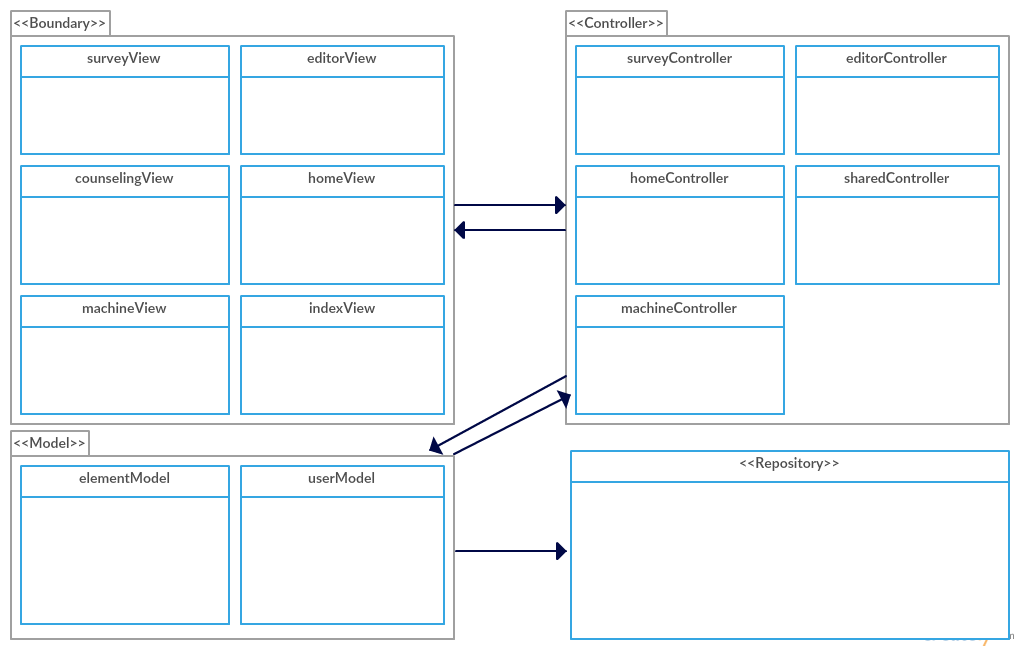 <<Boundary>>
surveyView
editorView
counselingView
homeView
machineView
indexView
<<Controller>>
surveyController
editorController
homeController
sharedController
machineController
<<Model>>
elementModel
userModel
<<Repository>>